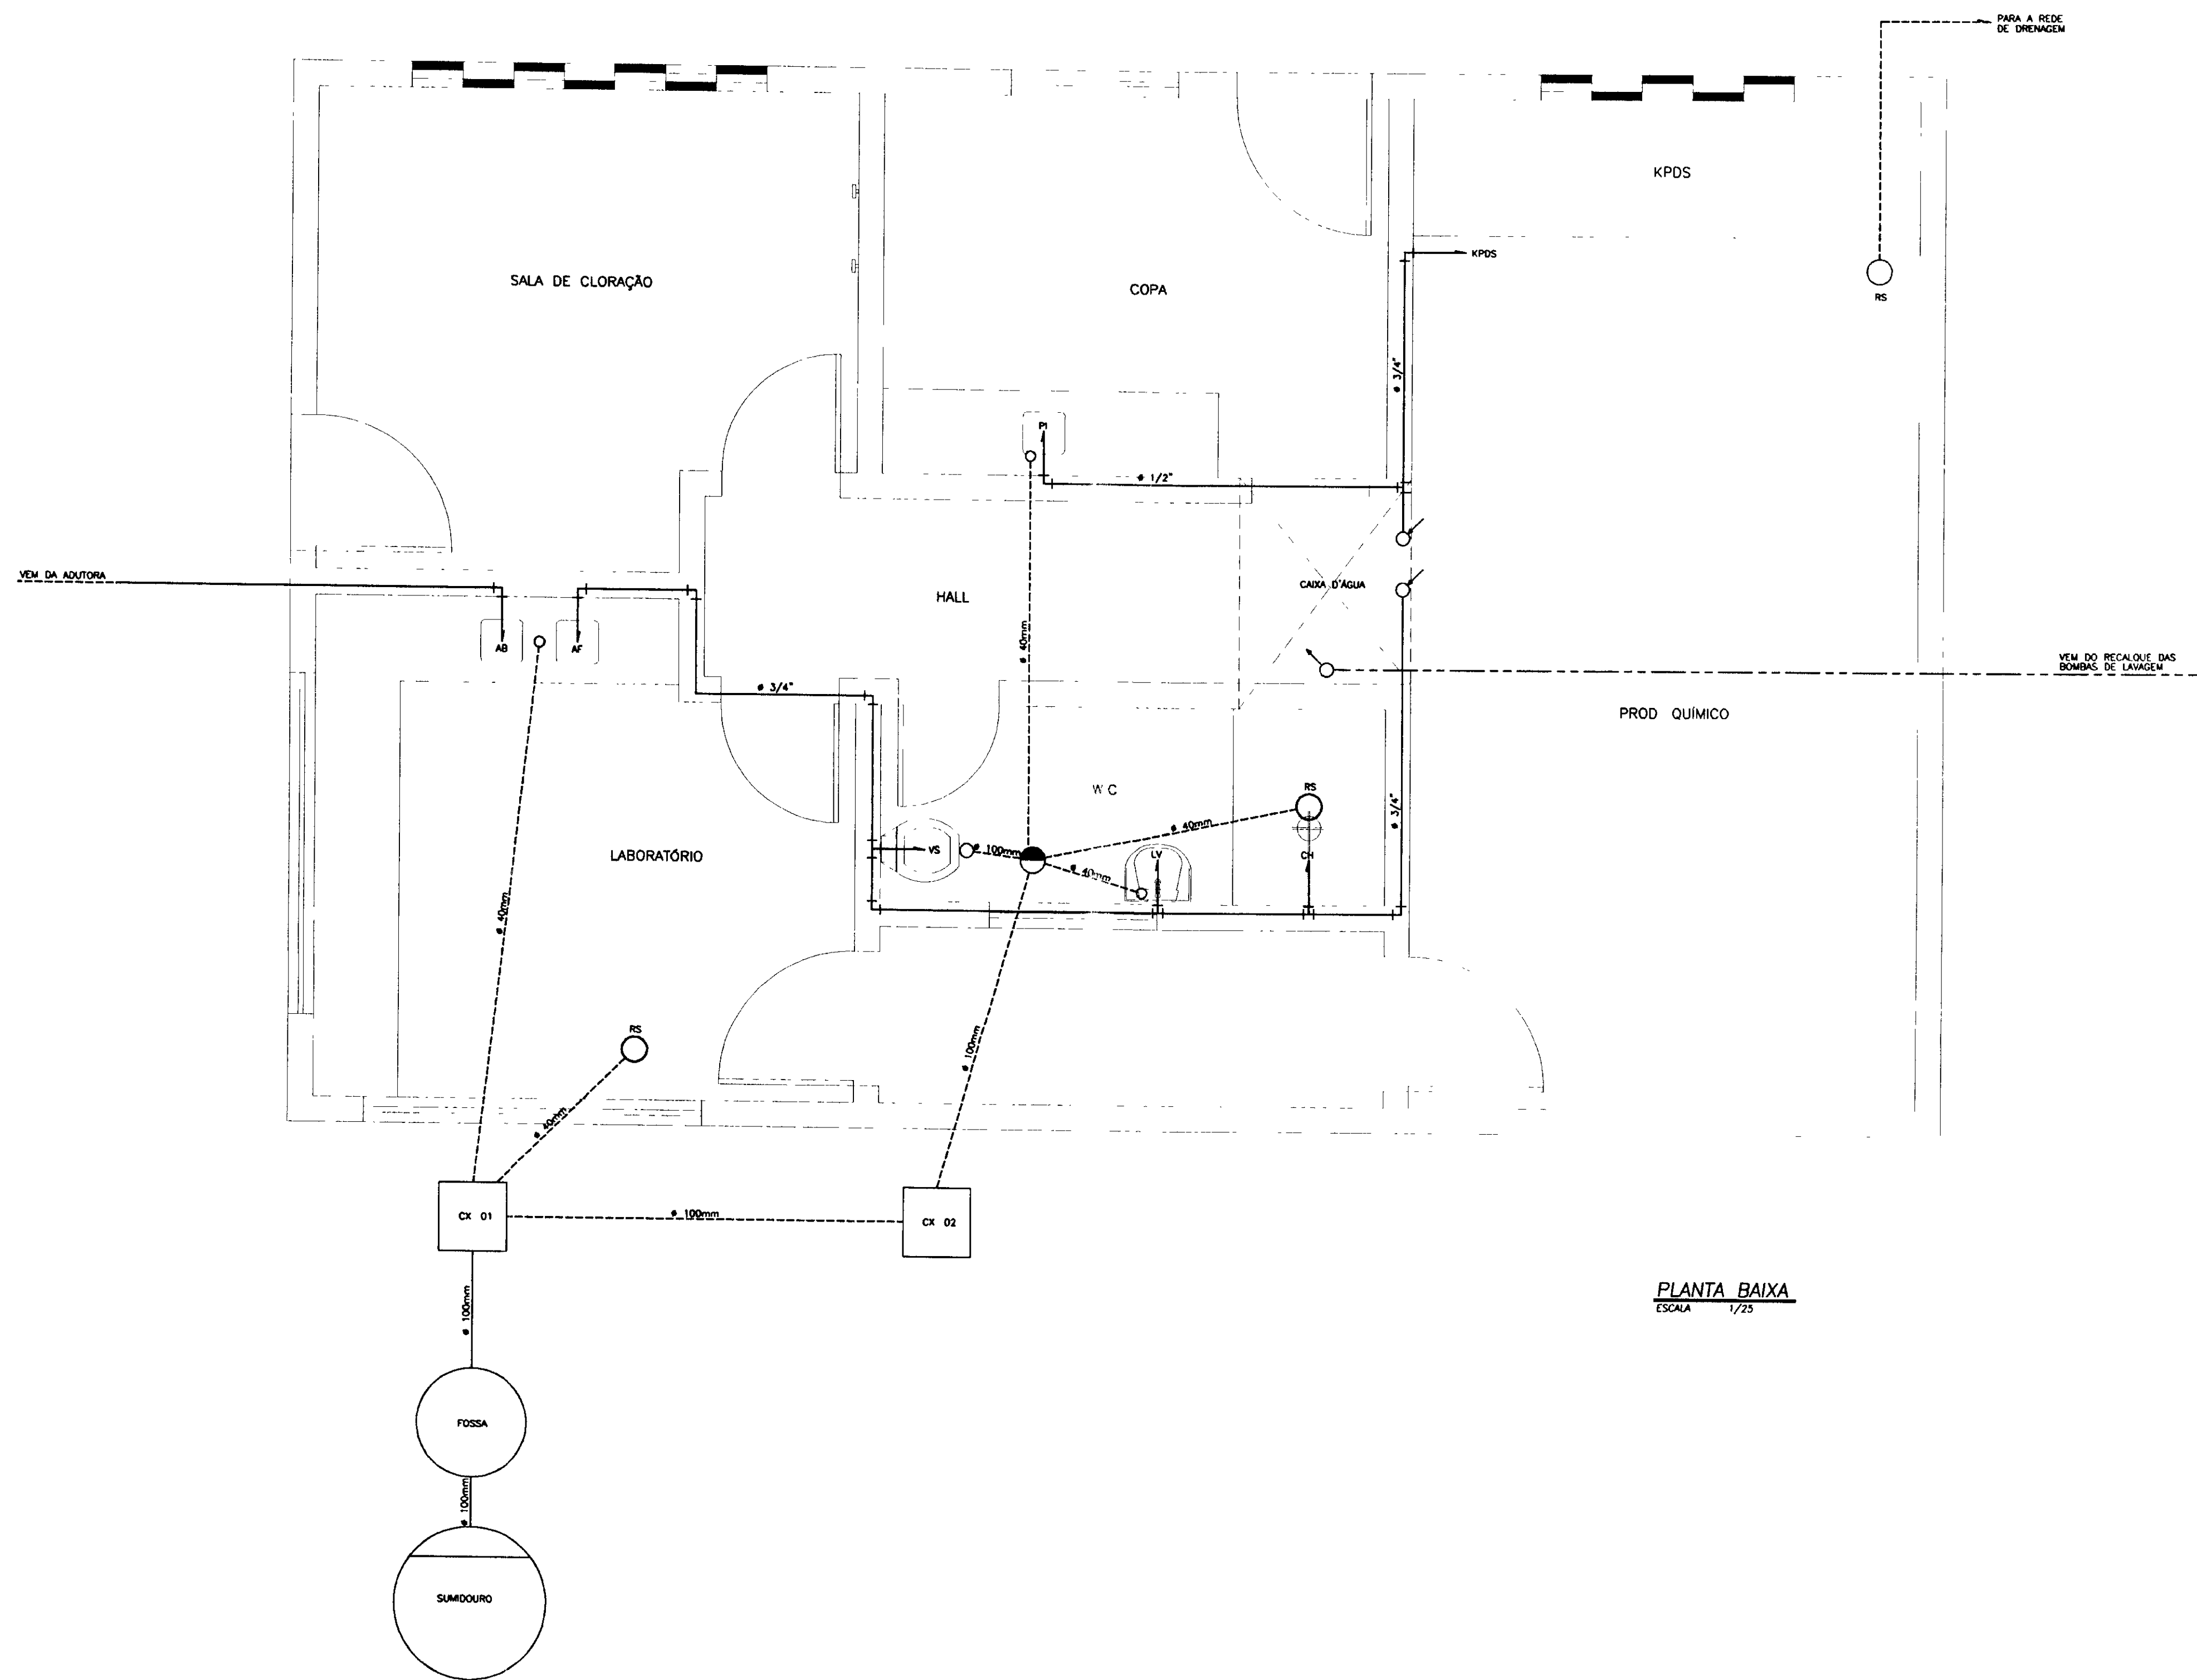 PARA A REDE
DE DRENAGEM
KPDS
KPDS
SALA DE CLORAÇÃO
COPA
RS
ø 3/4"
PI
ø 1/2"
VEM DA ADUTORA
CAIXA D'ÁGUA
HALL
ø 40mm
AB
AF
VEM DO RECALQUE DAS
BOMBAS DE LAVAGEM
ø 3/4"
PROD QUÍMICO
WC
RS
ø 3/4"
ø 40mm
VS
ø 100mm
LV
CH
LABORATÓRIO
ø 40mm
ø 40mm
RS
ø 100mm
ø 40mm
CX 01
ø 100mm
CX 02
PLANTA BAIXA
ESCALA 1/25
ø 100mm
FOSSA
ø 100mm
SUMIDOURO